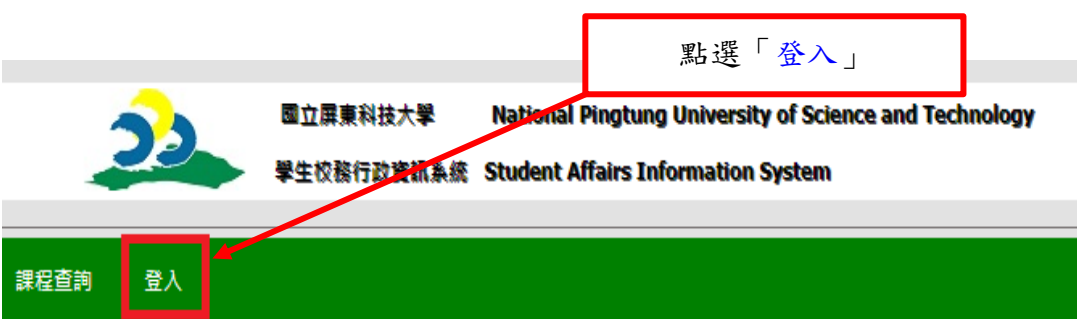 點選「登入」
國立屏東科技大學 National Pingtung University of Science and Technology
學生校務行政資訊系統 Student Affairs Information System
課程查詢 登入